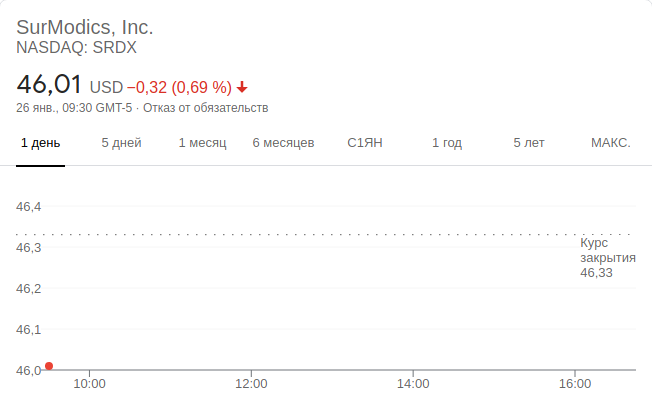 SurModics, Inc.
NASDAQ: SRDX
46,01 USD −0,32 (0,69 %)
26 янв., 09:30 GMT-5 · Отказ от обязательств
1 день 5 дней 1 месяц 6 месяцев С1ЯН 1 год 5 лет МАКС.
46,4
46,3
Курс
закрытия
46,33
46,2
46,1
46,0
10:00 12:00 14:00 16:00